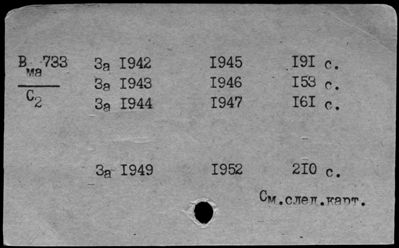 В ма 733 За 1942 1945 191 с.
За 1943 1946 153 с.
С2 За 1944 1947 161 с.
За 1949 1952 210 с.
См.след.карт.